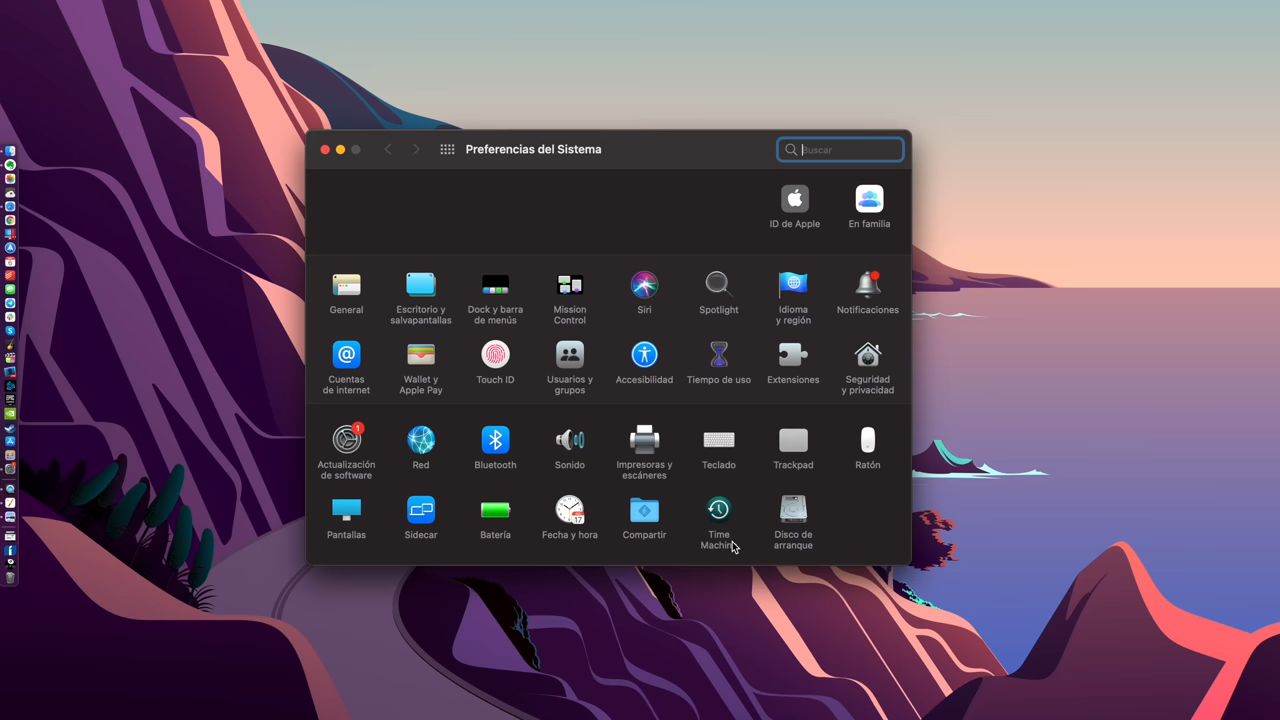 Preferencias del Sistema
Buscar
ID de Apple
En familia
General
Escritorio y
salvapantallas
Dock y barra
de menús
Mission
Control
Siri
Spotlight
Idioma
y región
Notificaciones
Cuentas
de internet
Wallet y
Apple Pay
Touch ID
Usuarios y
grupos
Accesibilidad
Tiempo de uso
Extensiones
Seguridad
y privacidad
1
Actualización
de software
Red
Bluetooth
Sonido
Impresoras y
escáneres
Teclado
Trackpad
Ratón
Pantallas
Sidecar
Batería
17
Fecha y hora
Compartir
Time
Machine
Disco de
arranque